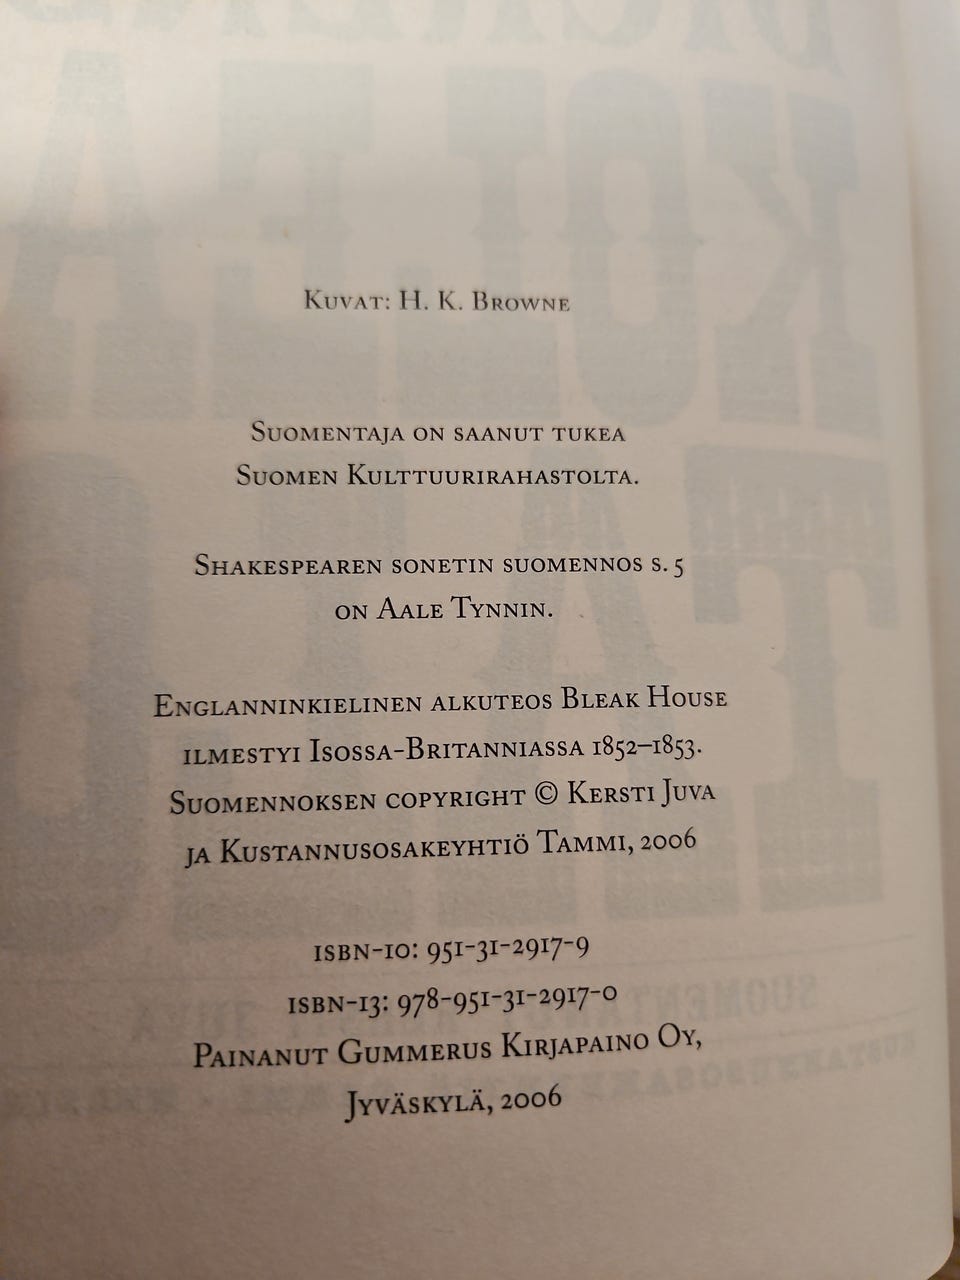 Kuvat: H. K. Browne
Suomentaja on saanut tukea
Suomen Kulttuurirahastolta.
Shakespearen sonetin suomennos s. 5
on Aale Tynnin.
Englanninkielinen alkuteos Bleak House
ilmestyi Isossa-Britanniassa 1852–1853.
Suomennoksen copyright © Kersti Juva
ja Kustannusosakeyhtiö Tammi, 2006
ISBN-10: 951-31-2917-9
ISBN-13: 978-951-31-2917-0
Painanut Gummerus Kirjapaino Oy,
Jyväskylä, 2006